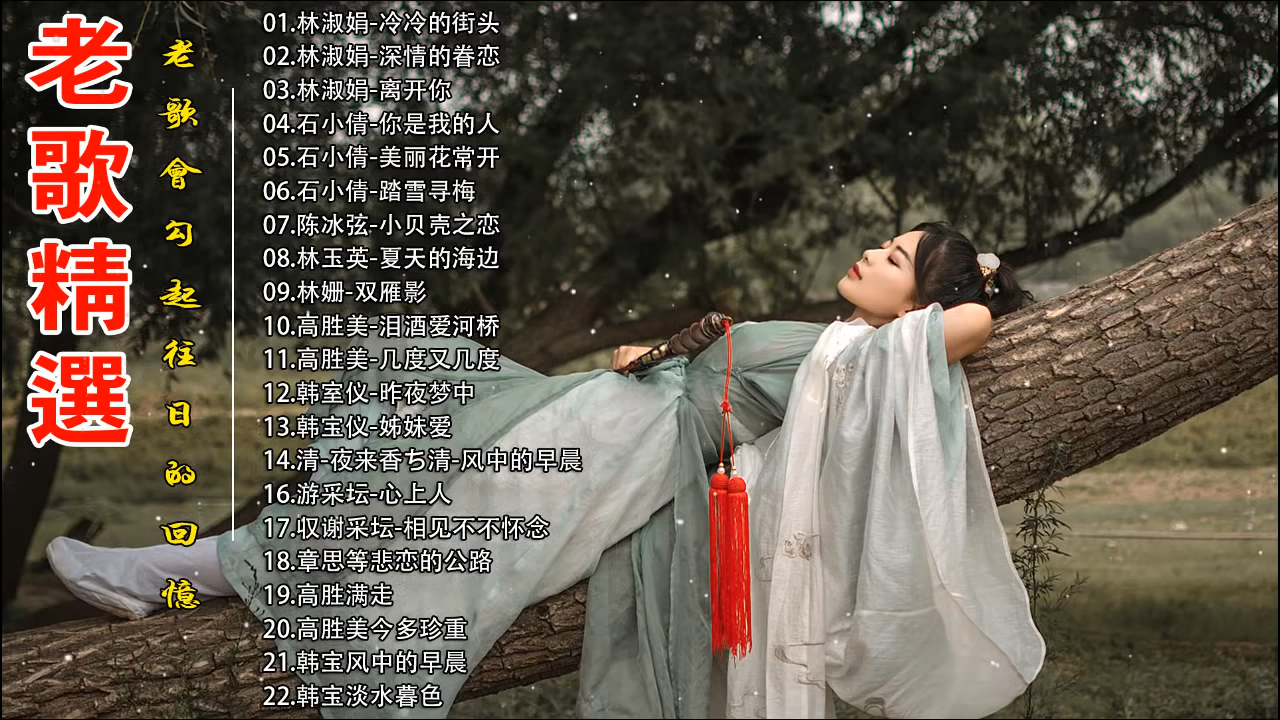 老歌精選
老歌會勾起往日的回憶
01.林淑娟-冷冷的街头
02.林淑娟-深情的眷恋
03.林淑娟-离开你
04.石小倩-你是我的人
05.石小倩-美丽花常开
06.石小倩-踏雪寻梅
07.陈冰弦-小贝壳之恋
08.林玉英-夏天的海边
09.林姗-双雁影
10.高胜美-泪酒爱河桥
11.高胜美-几度又几度
12.韩室仪-昨夜梦中
13.韩宝仪-姊妹爱
14.清-夜来香ち清-风中的早晨
16.游采坛-心上人
17.収谢采坛-相见不不怀念
18.章思等悲恋的公路
19.高胜满走
20.高胜美今多珍重
21.韩宝风中的早晨
22.韩宝淡水暮色